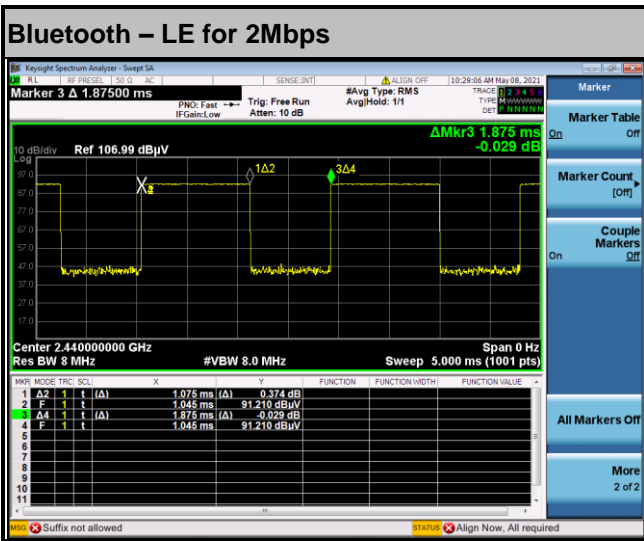 Bluetooth – LE for 2Mbps
Keysight Spectrum Analyzer - Swept SA
RL RF PRESEL 50 Ω AC SENSE:INT ALIGN OFF 10:29:06 AM May 08, 2021
Marker 3 Δ 1.87500 ms
PNO: Fast Trig: Free Run #Avg Type: RMS TRACE 1 2 3 4 5 6
IFGain:Low Atten: 10 dB Avg|Hold: 1/1 TYPE M WWWWW
DET P N N N N N
Marker
ΔMkr3 1.875 ms
-0.029 dB
10 dB/div Ref 106.99 dBµV
Log
97.0
87.0
77.0
67.0
57.0
47.0
37.0
27.0
17.0
1Δ2
3Δ4
X2
Center 2.440000000 GHz Span 0 Hz
Res BW 8 MHz #VBW 8.0 MHz Sweep 5.000 ms (1001 pts)
MKR MODE TRC SCL X Y FUNCTION FUNCTION WIDTH FUNCTION VALUE
1 Δ2 1 t (Δ) 1.075 ms (Δ) 0.374 dB
2 F 1 t 1.045 ms 91.210 dBµV
3 Δ4 1 t (Δ) 1.875 ms (Δ) -0.029 dB
4 F 1 t 1.045 ms 91.210 dBµV
5
6
7
8
9
10
11
Marker Table
On Off
Marker Count
[Off]
Couple
Markers
On Off
All Markers Off
More
2 of 2
MSG Suffix not allowed STATUS Align Now, All required